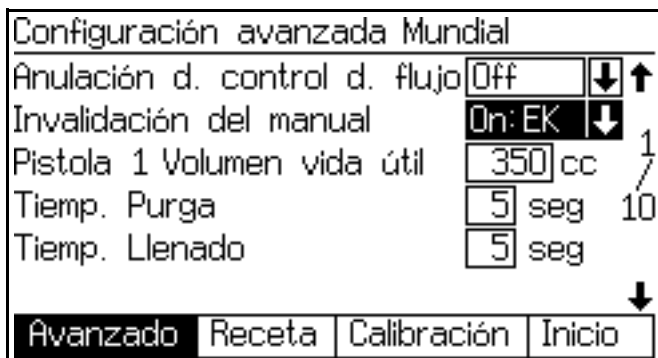 Configuración avanzada Mundial
Anulación d. control d. flujo Off
Invalidación del manual On: EK
Pistola 1 Volumen vida útil 350 cc
Tiemp. Purga 5 seg
Tiemp. Llenado 5 seg
1/10
Avanzado Receta Calibración Inicio